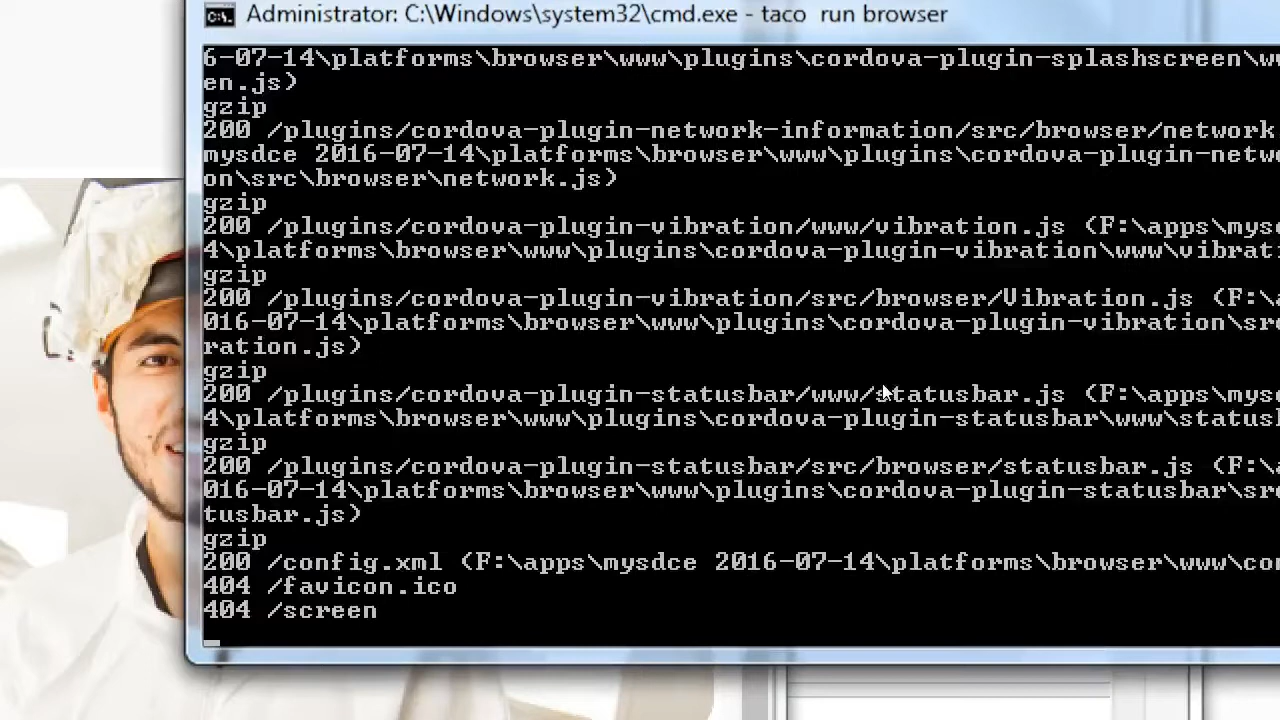 Administrator: C:\Windows\system32\cmd.exe - taco  run browser
6-07-14\platforms\browser\www\plugins\cordova-plugin-splashscreen\w
en.js)
gzip
200 /plugins/cordova-plugin-network-information/src/browser/network
mysdce 2016-07-14\platforms\browser\www\plugins\cordova-plugin-netw
on\src\browser\network.js)
gzip
200 /plugins/cordova-plugin-vibration/www/vibration.js (F:\apps\mys
4\platforms\browser\www\plugins\cordova-plugin-vibration\www\vibrat
gzip
200 /plugins/cordova-plugin-vibration/src/browser/Vibration.js (F:\
016-07-14\platforms\browser\www\plugins\cordova-plugin-vibration\sr
ration.js)
gzip
200 /plugins/cordova-plugin-statusbar/www/statusbar.js (F:\apps\mys
4\platforms\browser\www\plugins\cordova-plugin-statusbar\www\status
gzip
200 /plugins/cordova-plugin-statusbar/src/browser/statusbar.js (F:\
016-07-14\platforms\browser\www\plugins\cordova-plugin-statusbar\sr
tusbar.js)
gzip
200 /config.xml (F:\apps\mysdce 2016-07-14\platforms\browser\www\co
404 /favicon.ico
404 /screen